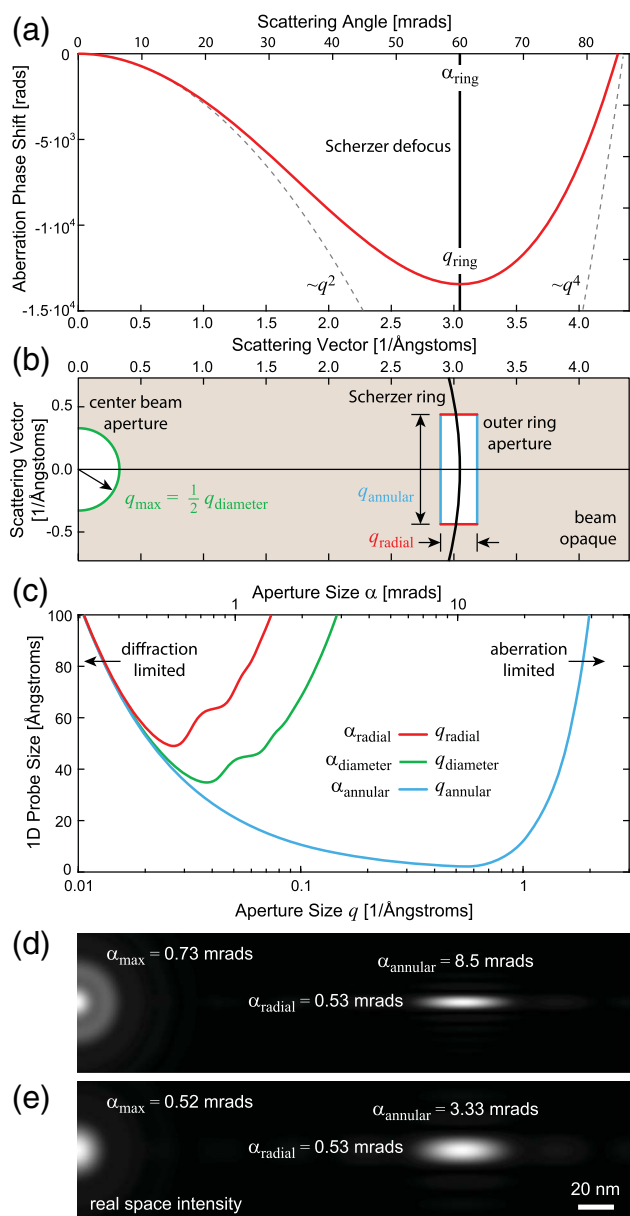 (a)
Scattering Angle [mrads]
0 10 20 30 40 50 60 70 80
Aberration Phase Shift [rads]
0
-5·10³
-1·10⁴
-1.5·10⁴
αring
Scherzer defocus
qring
~q²
~q⁴
0.0 0.5 1.0 1.5 2.0 2.5 3.0 3.5 4.0
Scattering Vector [1/Ångstoms]
(b)
0.0 0.5 1.0 1.5 2.0 2.5 3.0 3.5 4.0
Scattering Vector
[1/Ångstoms]
0.5
0.0
-0.5
center beam
aperture
Scherzer ring
outer ring
aperture
qmax = 1/2 qdiameter
qannular
qradial
beam
opaque
(c)
Aperture Size α [mrads]
1 10
1D Probe Size [Ångstroms]
100
80
60
40
20
0
diffraction
limited
aberration
limited
αradial qradial
αdiameter qdiameter
αannular qannular
0.01 0.1 1
Aperture Size q [1/Ångstroms]
(d)
αmax = 0.73 mrads
αannular = 8.5 mrads
αradial = 0.53 mrads
(e)
αmax = 0.52 mrads
αannular = 3.33 mrads
αradial = 0.53 mrads
real space intensity
20 nm